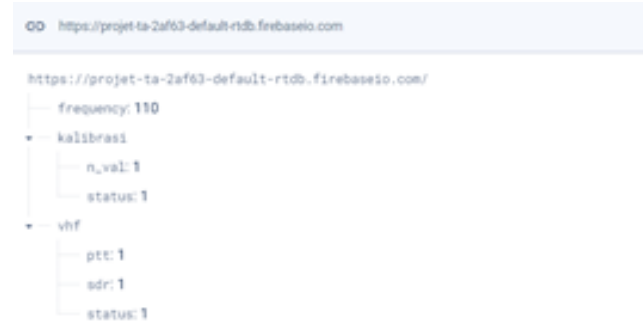 https://projet-ta-2af63-default-rtdb.firebaseio.com
https://projet-ta-2af63-default-rtdb.firebaseio.com/
frequency: 110
kalibrasi
n_val: 1
status: 1
vhf
ptt: 1
sdr: 1
status: 1